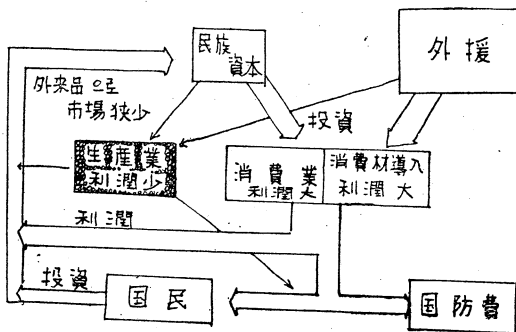 民族
資本
外援
外来品으로
市場狹少
投資
生産業
利潤少
消費業
利潤大
消費材導入
利潤大
利潤
投資
国民
国防費